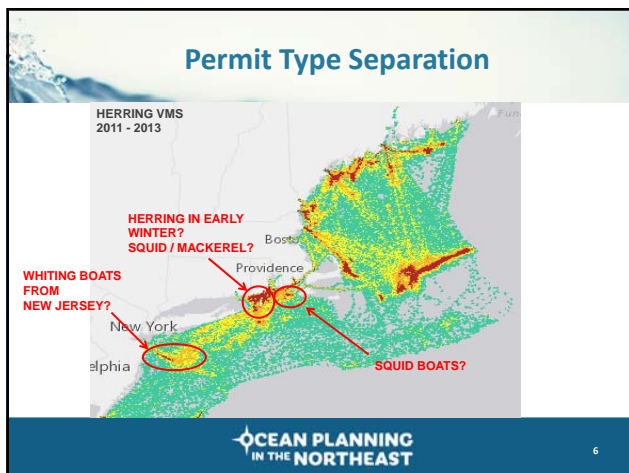 Permit Type Separation
HERRING VMS
2011 - 2013
HERRING IN EARLY
WINTER?
SQUID / MACKEREL?
Bosto
Providence
WHITING BOATS
FROM
NEW JERSEY?
New York
elphia
SQUID BOATS?
OCEAN PLANNING
IN THE NORTHEAST
6